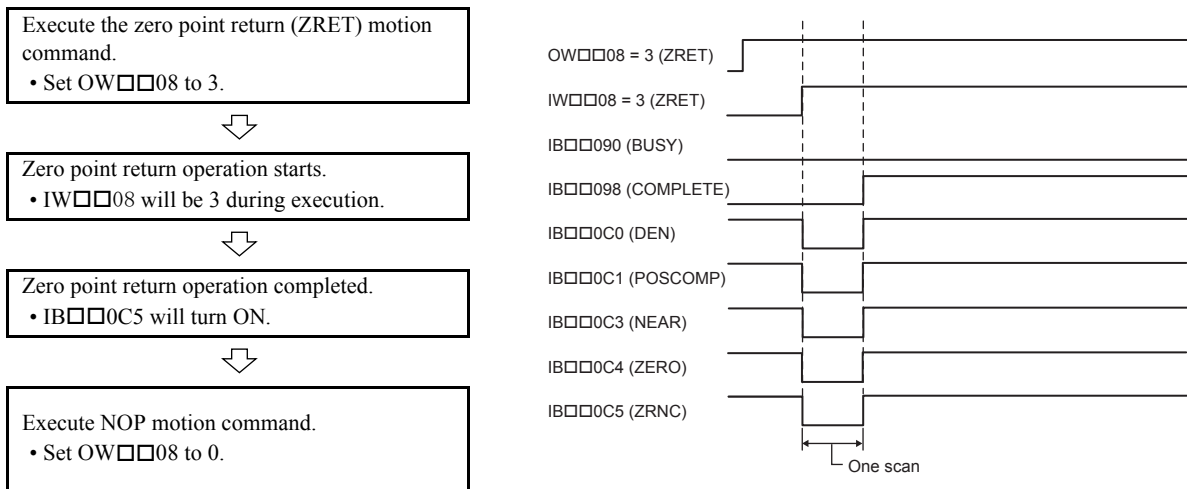 Execute the zero point return (ZRET) motion
command.
• Set OW□□08 to 3.
Zero point return operation starts.
• IW□□08 will be 3 during execution.
Zero point return operation completed.
• IB□□0C5 will turn ON.
Execute NOP motion command.
• Set OW□□08 to 0.
OW□□08 = 3 (ZRET)
IW□□08 = 3 (ZRET)
IB□□090 (BUSY)
IB□□098 (COMPLETE)
IB□□0C0 (DEN)
IB□□0C1 (POSCOMP)
IB□□0C3 (NEAR)
IB□□0C4 (ZERO)
IB□□0C5 (ZRNC)
One scan